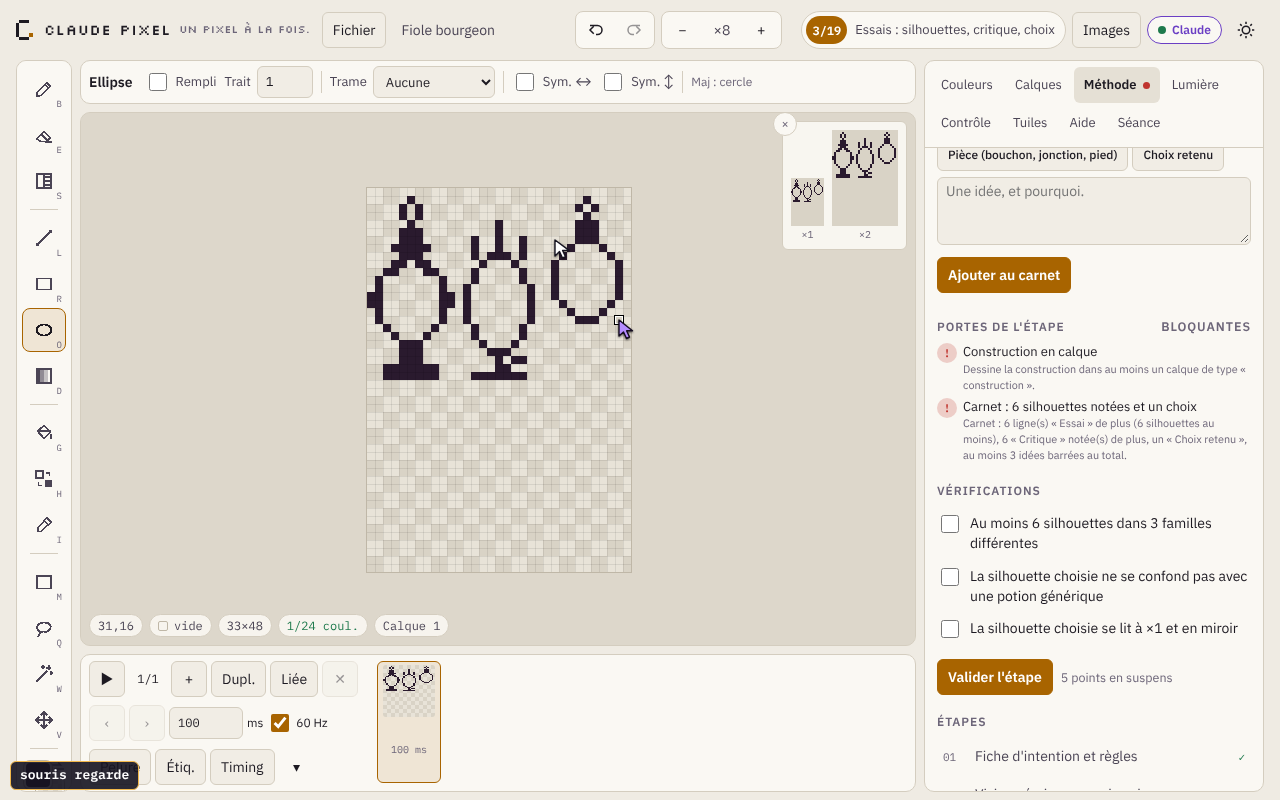 CLAUDE PIXEL UN PIXEL À LA FOIS. Fichier Fiole bourgeon − ×8 + 3/19 Essais : silhouettes, critique, choix Images Claude
Ellipse Rempli Trait 1 Trame Aucune Sym. ↔ Sym. ↕ Maj : cercle
B
E
S
L
R
O
D
G
H
I
M
Q
W
V
×
×1 ×2
31,16 vide 33×48 1/24 coul. Calque 1
1/1 + Dupl. Liée ×
‹ › 100 ms 60 Hz
Étiq. Timing ▼
100 ms
souris regarde
Couleurs Calques Méthode Lumière
Contrôle Tuiles Aide Séance
Pièce (bouchon, jonction, pied) Choix retenu
Une idée, et pourquoi.
Ajouter au carnet
PORTES DE L'ÉTAPE BLOQUANTES
! Construction en calque
Dessine la construction dans au moins un calque de type «
construction ».
! Carnet : 6 silhouettes notées et un choix
Carnet : 6 ligne(s) « Essai » de plus (6 silhouettes au
moins), 6 « Critique » notée(s) de plus, un « Choix retenu »,
au moins 3 idées barrées au total.
VÉRIFICATIONS
Au moins 6 silhouettes dans 3 familles
différentes
La silhouette choisie ne se confond pas avec
une potion générique
La silhouette choisie se lit à ×1 et en miroir
Valider l'étape 5 points en suspens
ÉTAPES
01 Fiche d'intention et règles ✓